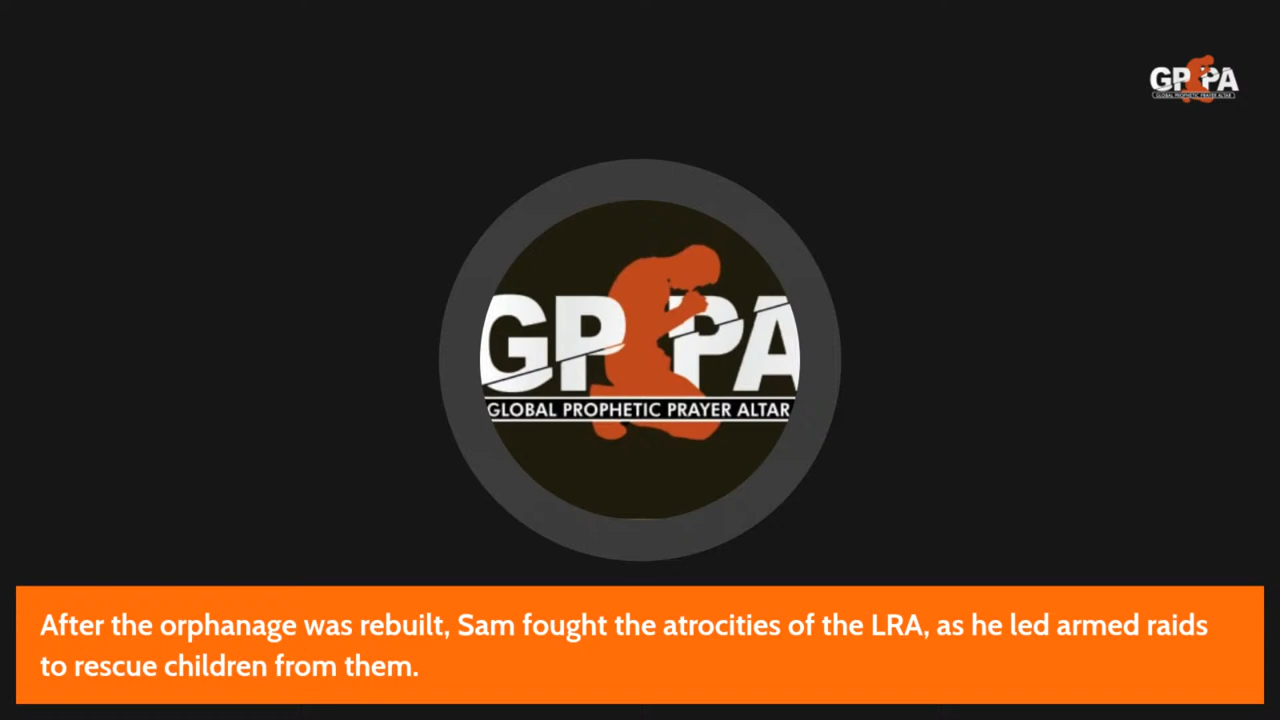 GPPA
GLOBAL PROPHETIC PRAYER ALTAR
GPPA
GLOBAL PROPHETIC PRAYER ALTAR
After the orphanage was rebuilt, Sam fought the atrocities of the LRA, as he led armed raids
to rescue children from them.